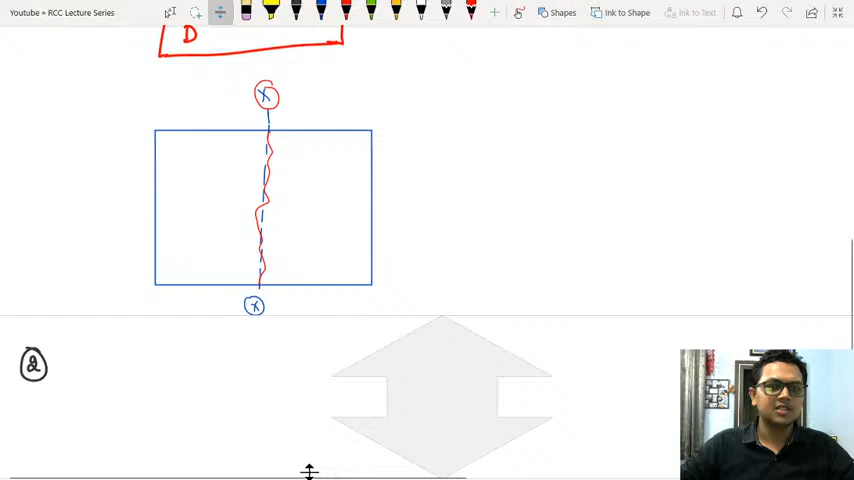 Youtube » RCC Lecture Series
Shapes
Ink to Shape
Ink to Text
D
X
X
2